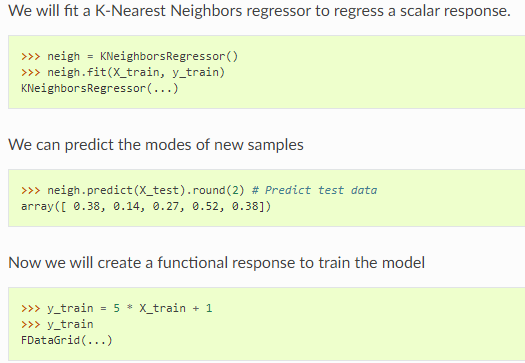 We will fit a K-Nearest Neighbors regressor to regress a scalar response.
>>> neigh = KNeighborsRegressor()
>>> neigh.fit(X_train, y_train)
KNeighborsRegressor(...)
We can predict the modes of new samples
>>> neigh.predict(X_test).round(2) # Predict test data
array([ 0.38, 0.14, 0.27, 0.52, 0.38])
Now we will create a functional response to train the model
>>> y_train = 5 * X_train + 1
>>> y_train
FDataGrid(...)